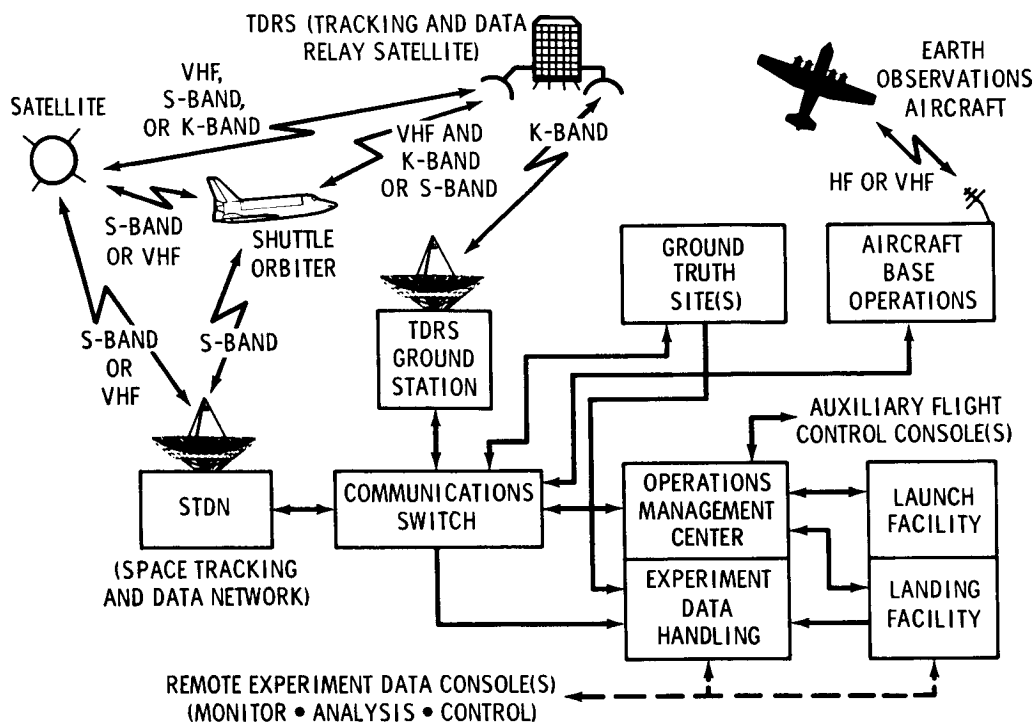 TDRS (TRACKING AND DATA
RELAY SATELLITE)
EARTH
OBSERVATIONS
AIRCRAFT
VHF,
S-BAND,
OR K-BAND
SATELLITE
VHF AND
K-BAND
OR S-BAND
K-BAND
HF OR VHF
S-BAND
OR VHF
SHUTTLE
ORBITER
GROUND
TRUTH
SITE(S)
AIRCRAFT
BASE
OPERATIONS
S-BAND
OR
VHF
S-BAND
TDRS
GROUND
STATION
AUXILIARY FLIGHT
CONTROL CONSOLE(S)
STDN
COMMUNICATIONS
SWITCH
OPERATIONS
MANAGEMENT
CENTER
LAUNCH
FACILITY
(SPACE TRACKING
AND DATA NETWORK)
EXPERIMENT
DATA
HANDLING
LANDING
FACILITY
REMOTE EXPERIMENT DATA CONSOLE(S)
(MONITOR • ANALYSIS • CONTROL)